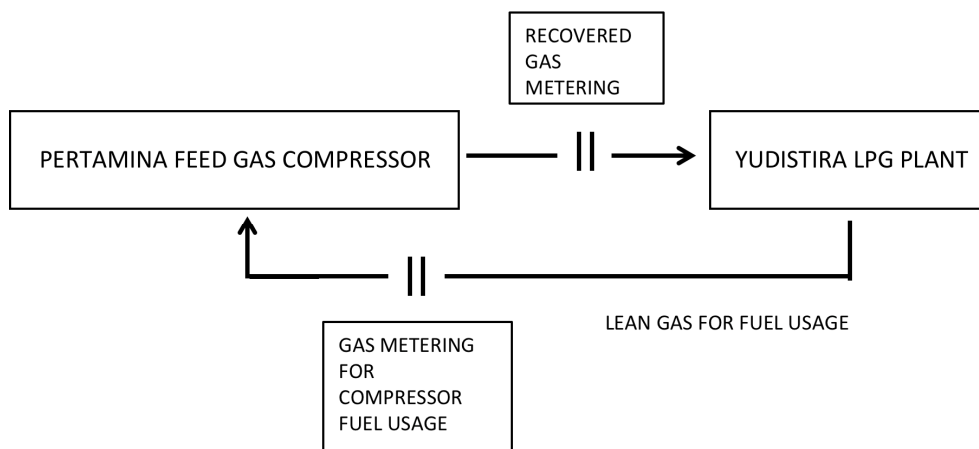 RECOVERED
GAS
METERING
PERTAMINA FEED GAS COMPRESSOR
YUDISTIRA LPG PLANT
LEAN GAS FOR FUEL USAGE
GAS METERING
FOR
COMPRESSOR
FUEL USAGE